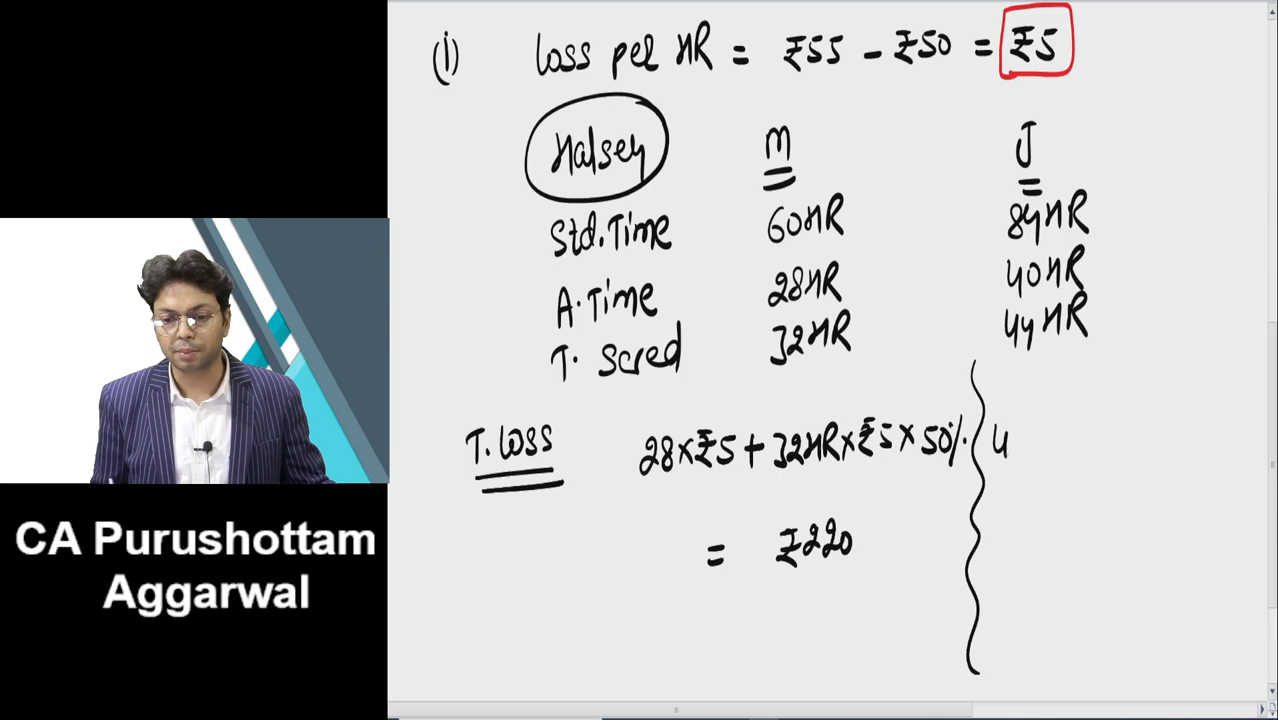 (i) Loss per HR = ₹55 - ₹50 = ₹5
Halsey M J
Std. Time 60HR 84HR
A. Time 28HR 40HR
T. Saved 32HR 44HR
T. Loss 28×₹5 + 32HR×₹5×50%. 4
= ₹220
CA Purushottam
Aggarwal